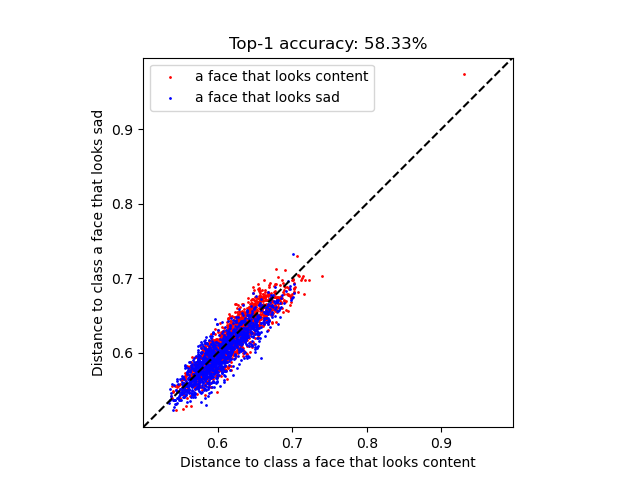 Top-1 accuracy: 58.33%
a face that looks content
a face that looks sad
Distance to class a face that looks sad
0.9
0.8
0.7
0.6
0.6 0.7 0.8 0.9
Distance to class a face that looks content